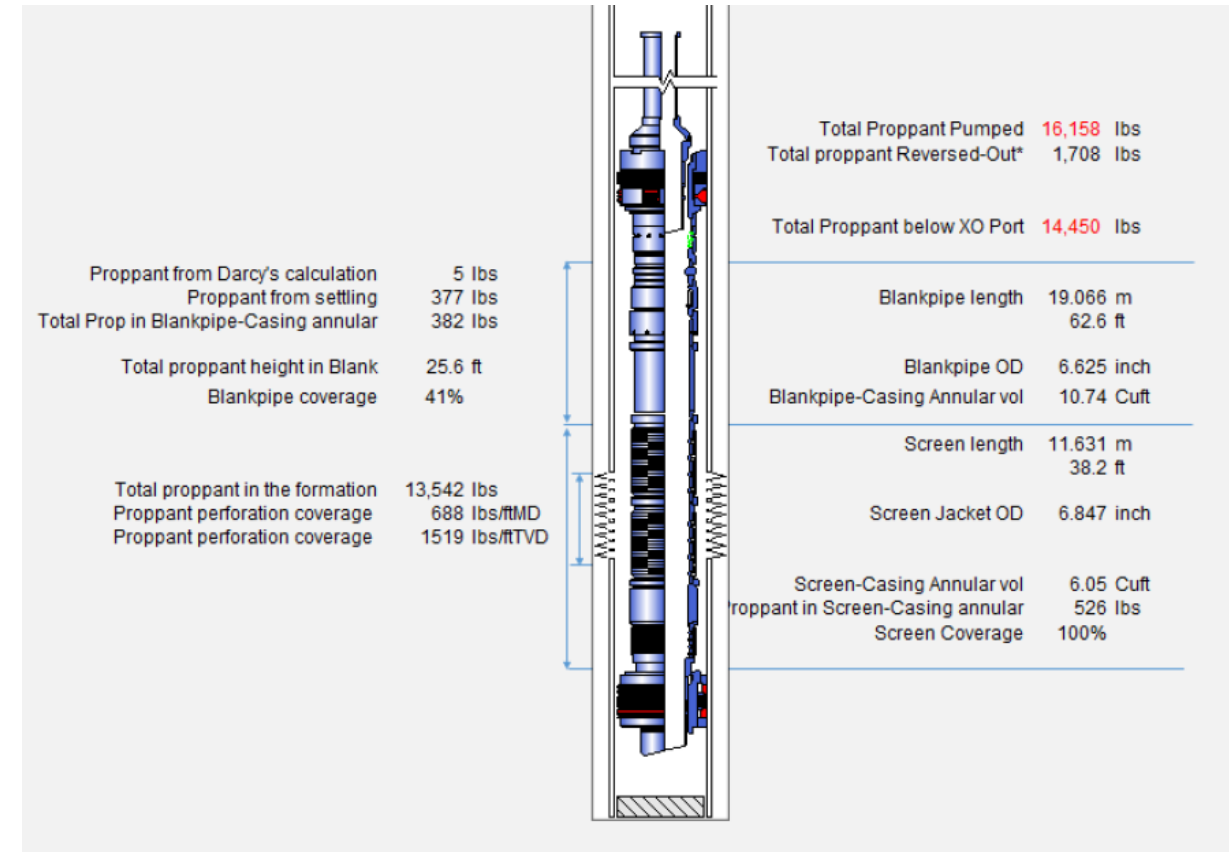 Total Proppant Pumped 16,158 lbs
Total proppant Reversed-Out* 1,708 lbs
Total Proppant below XO Port 14,450 lbs
Proppant from Darcy's calculation 5 lbs
Proppant from settling 377 lbs
Total Prop in Blankpipe-Casing annular 382 lbs
Total proppant height in Blank 25.6 ft
Blankpipe coverage 41%
Blankpipe length 19.066 m
62.6 ft
Blankpipe OD 6.625 inch
Blankpipe-Casing Annular vol 10.74 Cuft
Total proppant in the formation 13,542 lbs
Proppant perforation coverage 688 lbs/ftMD
Proppant perforation coverage 1519 lbs/ftTVD
Screen length 11.631 m
38.2 ft
Screen Jacket OD 6.847 inch
Screen-Casing Annular vol 6.05 Cuft
roppant in Screen-Casing annular 526 lbs
Screen Coverage 100%